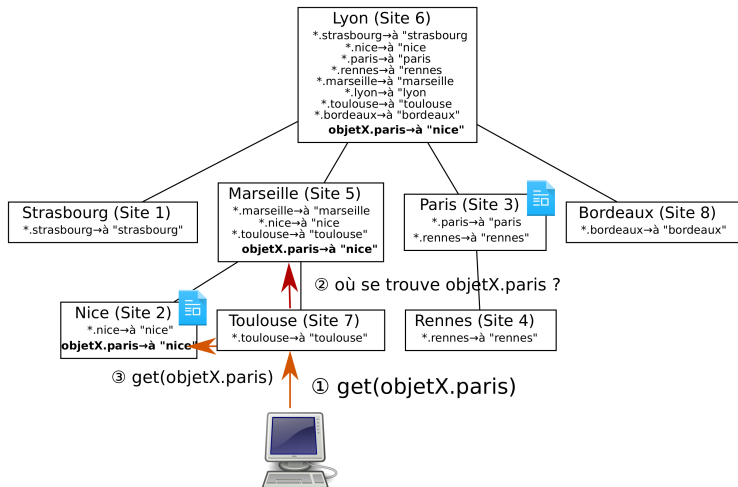 Lyon (Site 6)
*.strasbourg→à "strasbourg
*.nice→à "nice
*.paris→à "paris
*.rennes→à "rennes
*.marseille→à "marseille
*.lyon→à "lyon
*.toulouse→à "toulouse
*.bordeaux→à "bordeaux"
objetX.paris→à "nice"
Strasbourg (Site 1)
*.strasbourg→à "strasbourg"
Marseille (Site 5)
*.marseille→à "marseille
*.nice→à "nice
*.toulouse→à "toulouse"
objetX.paris→à "nice"
Paris (Site 3)
*.paris→à "paris
*.rennes→à "rennes"
Bordeaux (Site 8)
*.bordeaux→à "bordeaux"
② où se trouve objetX.paris ?
Nice (Site 2)
*.nice→à "nice"
objetX.paris→à "nice"
Toulouse (Site 7)
*.toulouse→à "toulouse"
Rennes (Site 4)
*.rennes→à "rennes"
③ get(objetX.paris)
① get(objetX.paris)